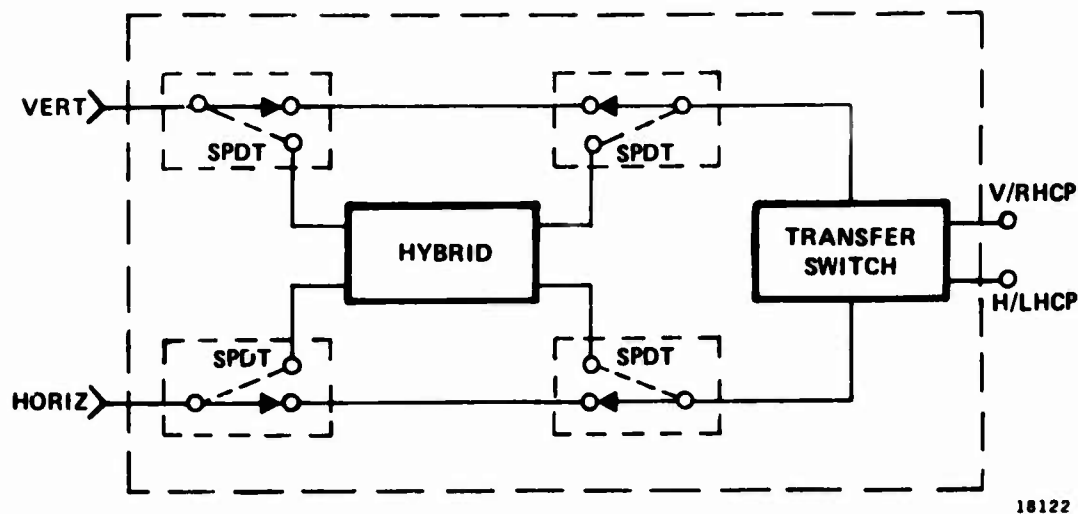 VERT
SPDT
SPDT
V/RHCP
HYBRID
TRANSFER
SWITCH
H/LHCP
SPDT
SPDT
HORIZ
18122